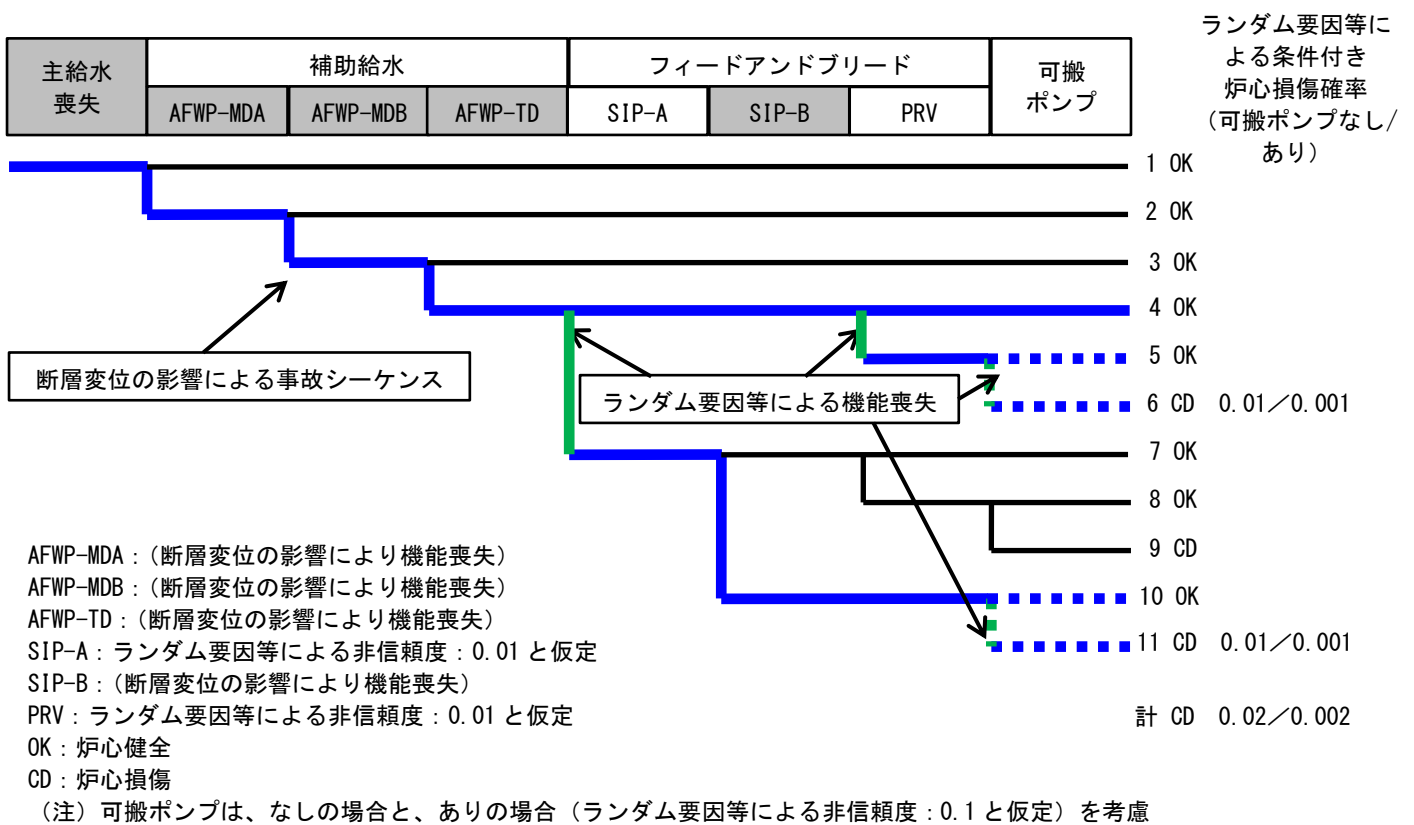 ランダム要因等に
よる条件付き
炉心損傷確率
（可搬ポンプなし/
あり）
主給水
喪失
補助給水
フィードアンドブリード
可搬
ポンプ
AFWP-MDA
AFWP-MDB
AFWP-TD
SIP-A
SIP-B
PRV
1 OK
2 OK
3 OK
4 OK
5 OK
6 CD 0.01／0.001
7 OK
8 OK
9 CD
10 OK
11 CD 0.01／0.001
計 CD 0.02／0.002
断層変位の影響による事故シーケンス
ランダム要因等による機能喪失
AFWP-MDA：（断層変位の影響により機能喪失）
AFWP-MDB：（断層変位の影響により機能喪失）
AFWP-TD：（断層変位の影響により機能喪失）
SIP-A：ランダム要因等による非信頼度：0.01と仮定
SIP-B：（断層変位の影響により機能喪失）
PRV：ランダム要因等による非信頼度：0.01と仮定
OK：炉心健全
CD：炉心損傷
（注）可搬ポンプは、なしの場合と、ありの場合（ランダム要因等による非信頼度：0.1と仮定）を考慮